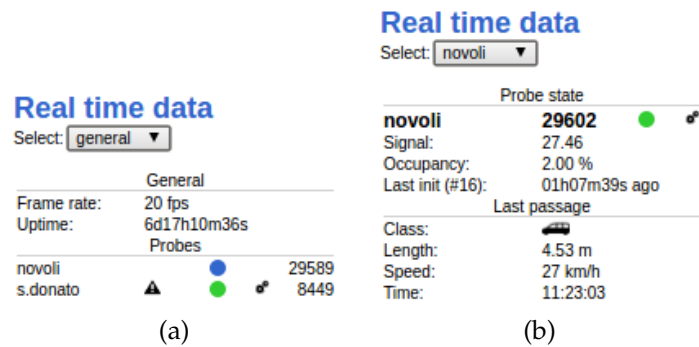 Real time data
Select: general
General
Frame rate: 20 fps
Uptime: 6d17h10m36s
Probes
novoli 29589
s.donato 8449
(a)
Real time data
Select: novoli
Probe state
novoli 29602
Signal: 27.46
Occupancy: 2.00 %
Last init (#16): 01h07m39s ago
Last passage
Class:
Length: 4.53 m
Speed: 27 km/h
Time: 11:23:03
(b)